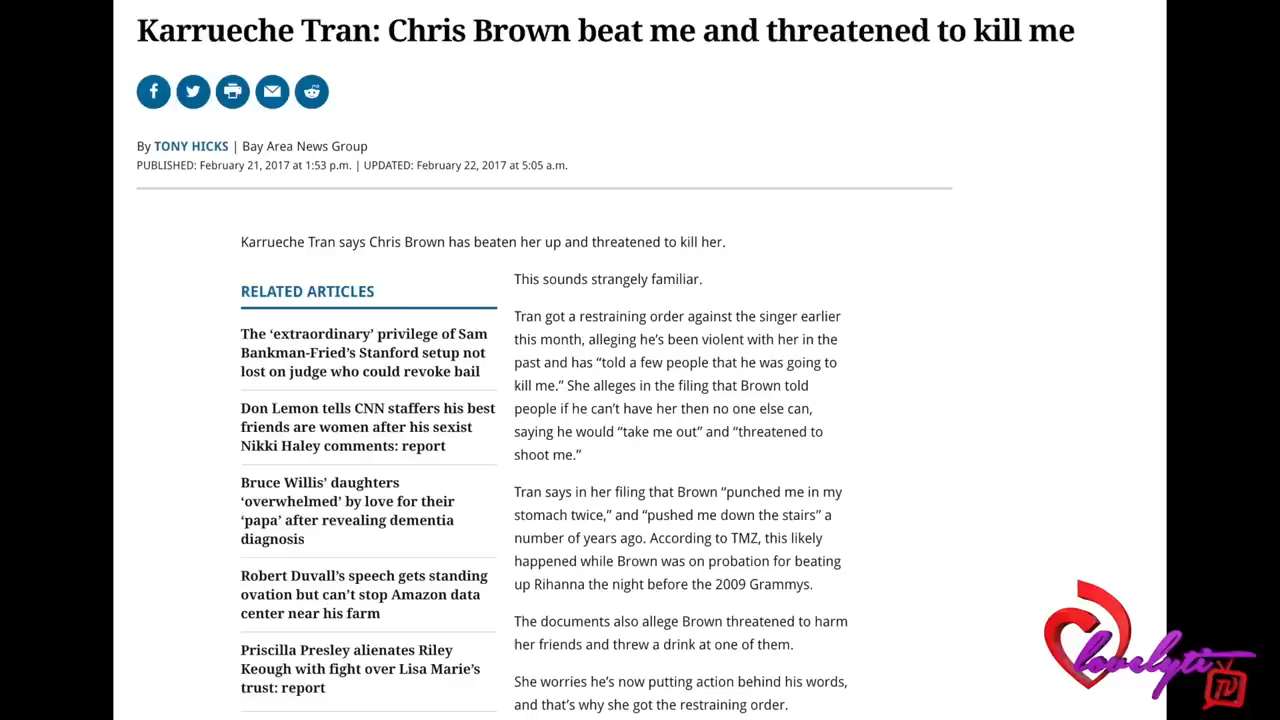 Karrueche Tran: Chris Brown beat me and threatened to kill me
By TONY HICKS | Bay Area News Group
PUBLISHED: February 21, 2017 at 1:53 p.m. | UPDATED: February 22, 2017 at 5:05 a.m.
Karrueche Tran says Chris Brown has beaten her up and threatened to kill her.
RELATED ARTICLES
The ‘extraordinary’ privilege of Sam
Bankman-Fried’s Stanford setup not
lost on judge who could revoke bail
Don Lemon tells CNN staffers his best
friends are women after his sexist
Nikki Haley comments: report
Bruce Willis’ daughters
‘overwhelmed’ by love for their
‘papa’ after revealing dementia
diagnosis
Robert Duvall’s speech gets standing
ovation but can’t stop Amazon data
center near his farm
Priscilla Presley alienates Riley
Keough with fight over Lisa Marie’s
trust: report
This sounds strangely familiar.
Tran got a restraining order against the singer earlier
this month, alleging he’s been violent with her in the
past and has “told a few people that he was going to
kill me.” She alleges in the filing that Brown told
people if he can’t have her then no one else can,
saying he would “take me out” and “threatened to
shoot me.”
Tran says in her filing that Brown “punched me in my
stomach twice,” and “pushed me down the stairs” a
number of years ago. According to TMZ, this likely
happened while Brown was on probation for beating
up Rihanna the night before the 2009 Grammys.
The documents also allege Brown threatened to harm
her friends and threw a drink at one of them.
She worries he’s now putting action behind his words,
and that’s why she got the restraining order.
lovelyti
TV